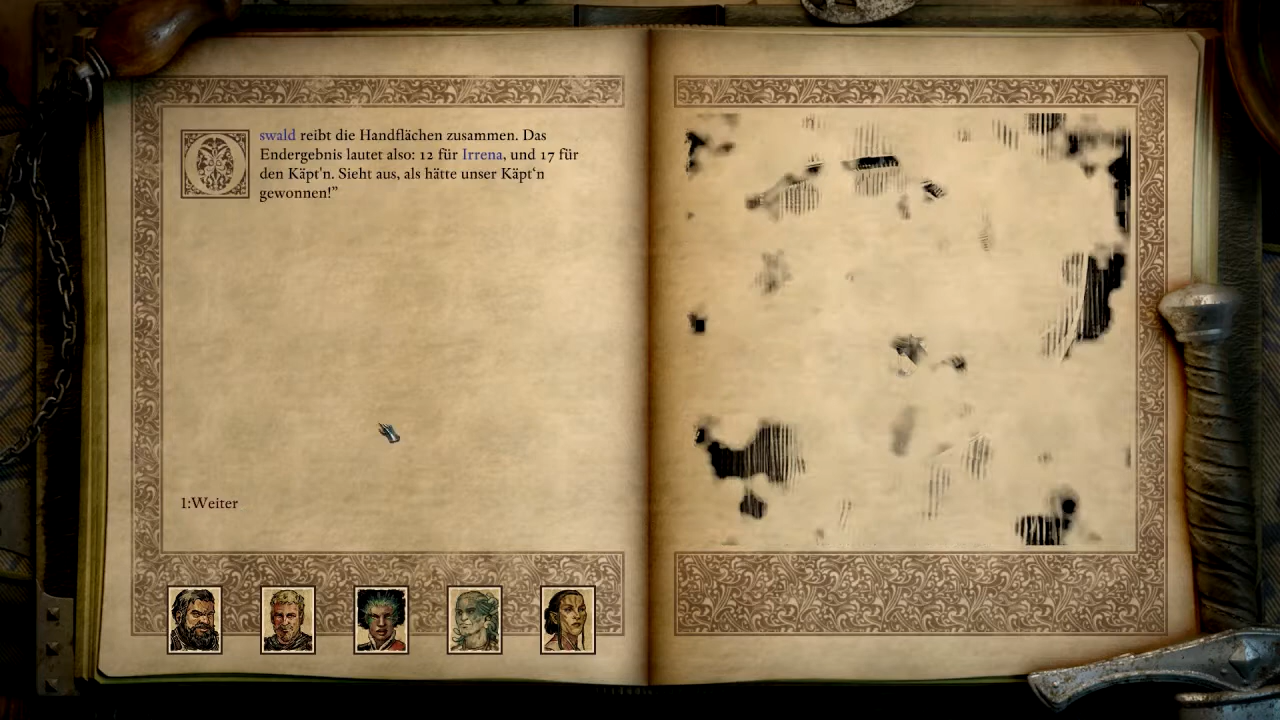 Oswald reibt die Handflächen zusammen. Das
Endergebnis lautet also: 12 für Irrena, und 17 für
den Käpt'n. Sieht aus, als hätte unser Käpt‘n
gewonnen!”
1:Weiter